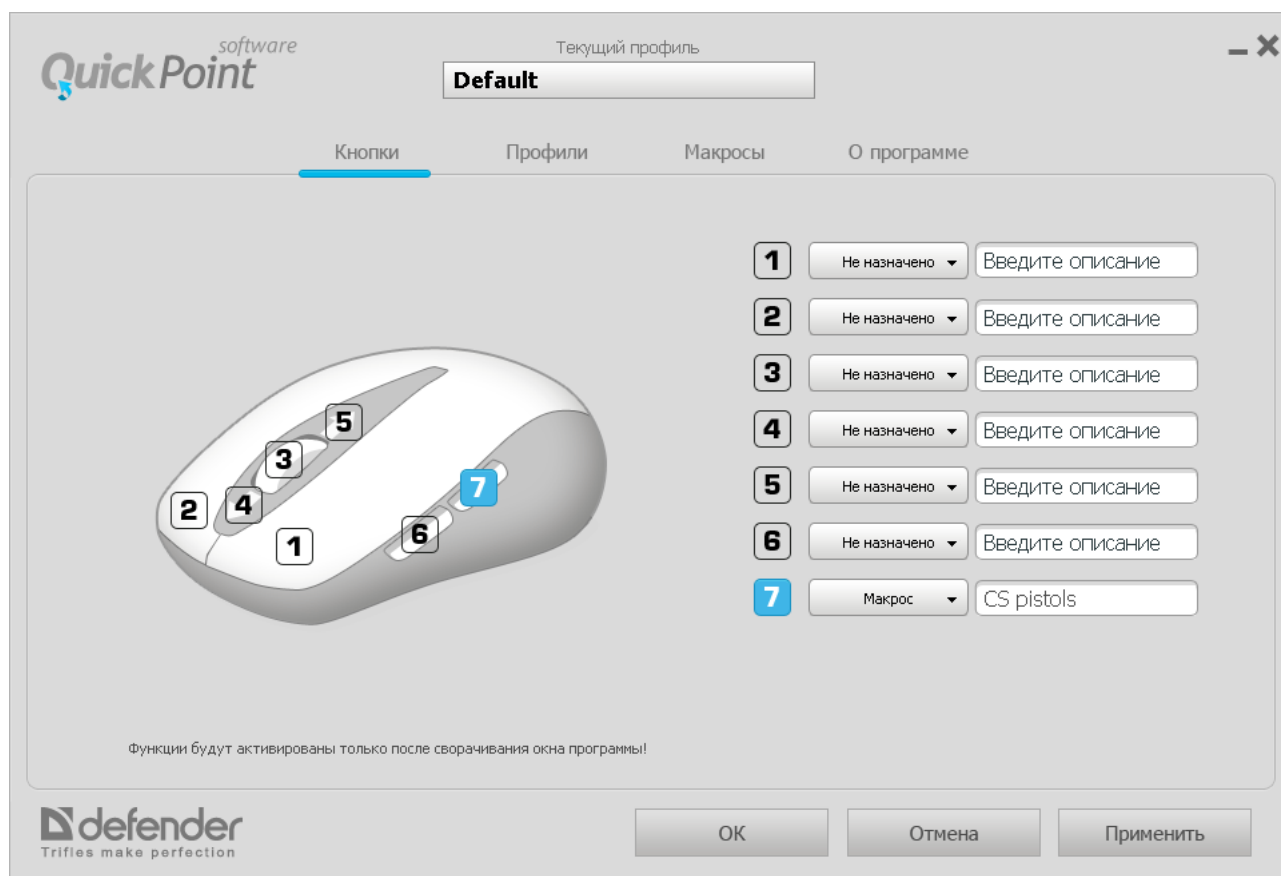 software
QuickPoint
Текущий профиль
Default
Кнопки Профили Макросы О программе
1 Не назначено Введите описание
2 Не назначено Введите описание
3 Не назначено Введите описание
4 Не назначено Введите описание
5 Не назначено Введите описание
6 Не назначено Введите описание
7 Макрос CS pistols
5
3
7
2
4
6
1
Функции будут активированы только после сворачивания окна программы!
defender
Trifles make perfection
OK Отмена Применить